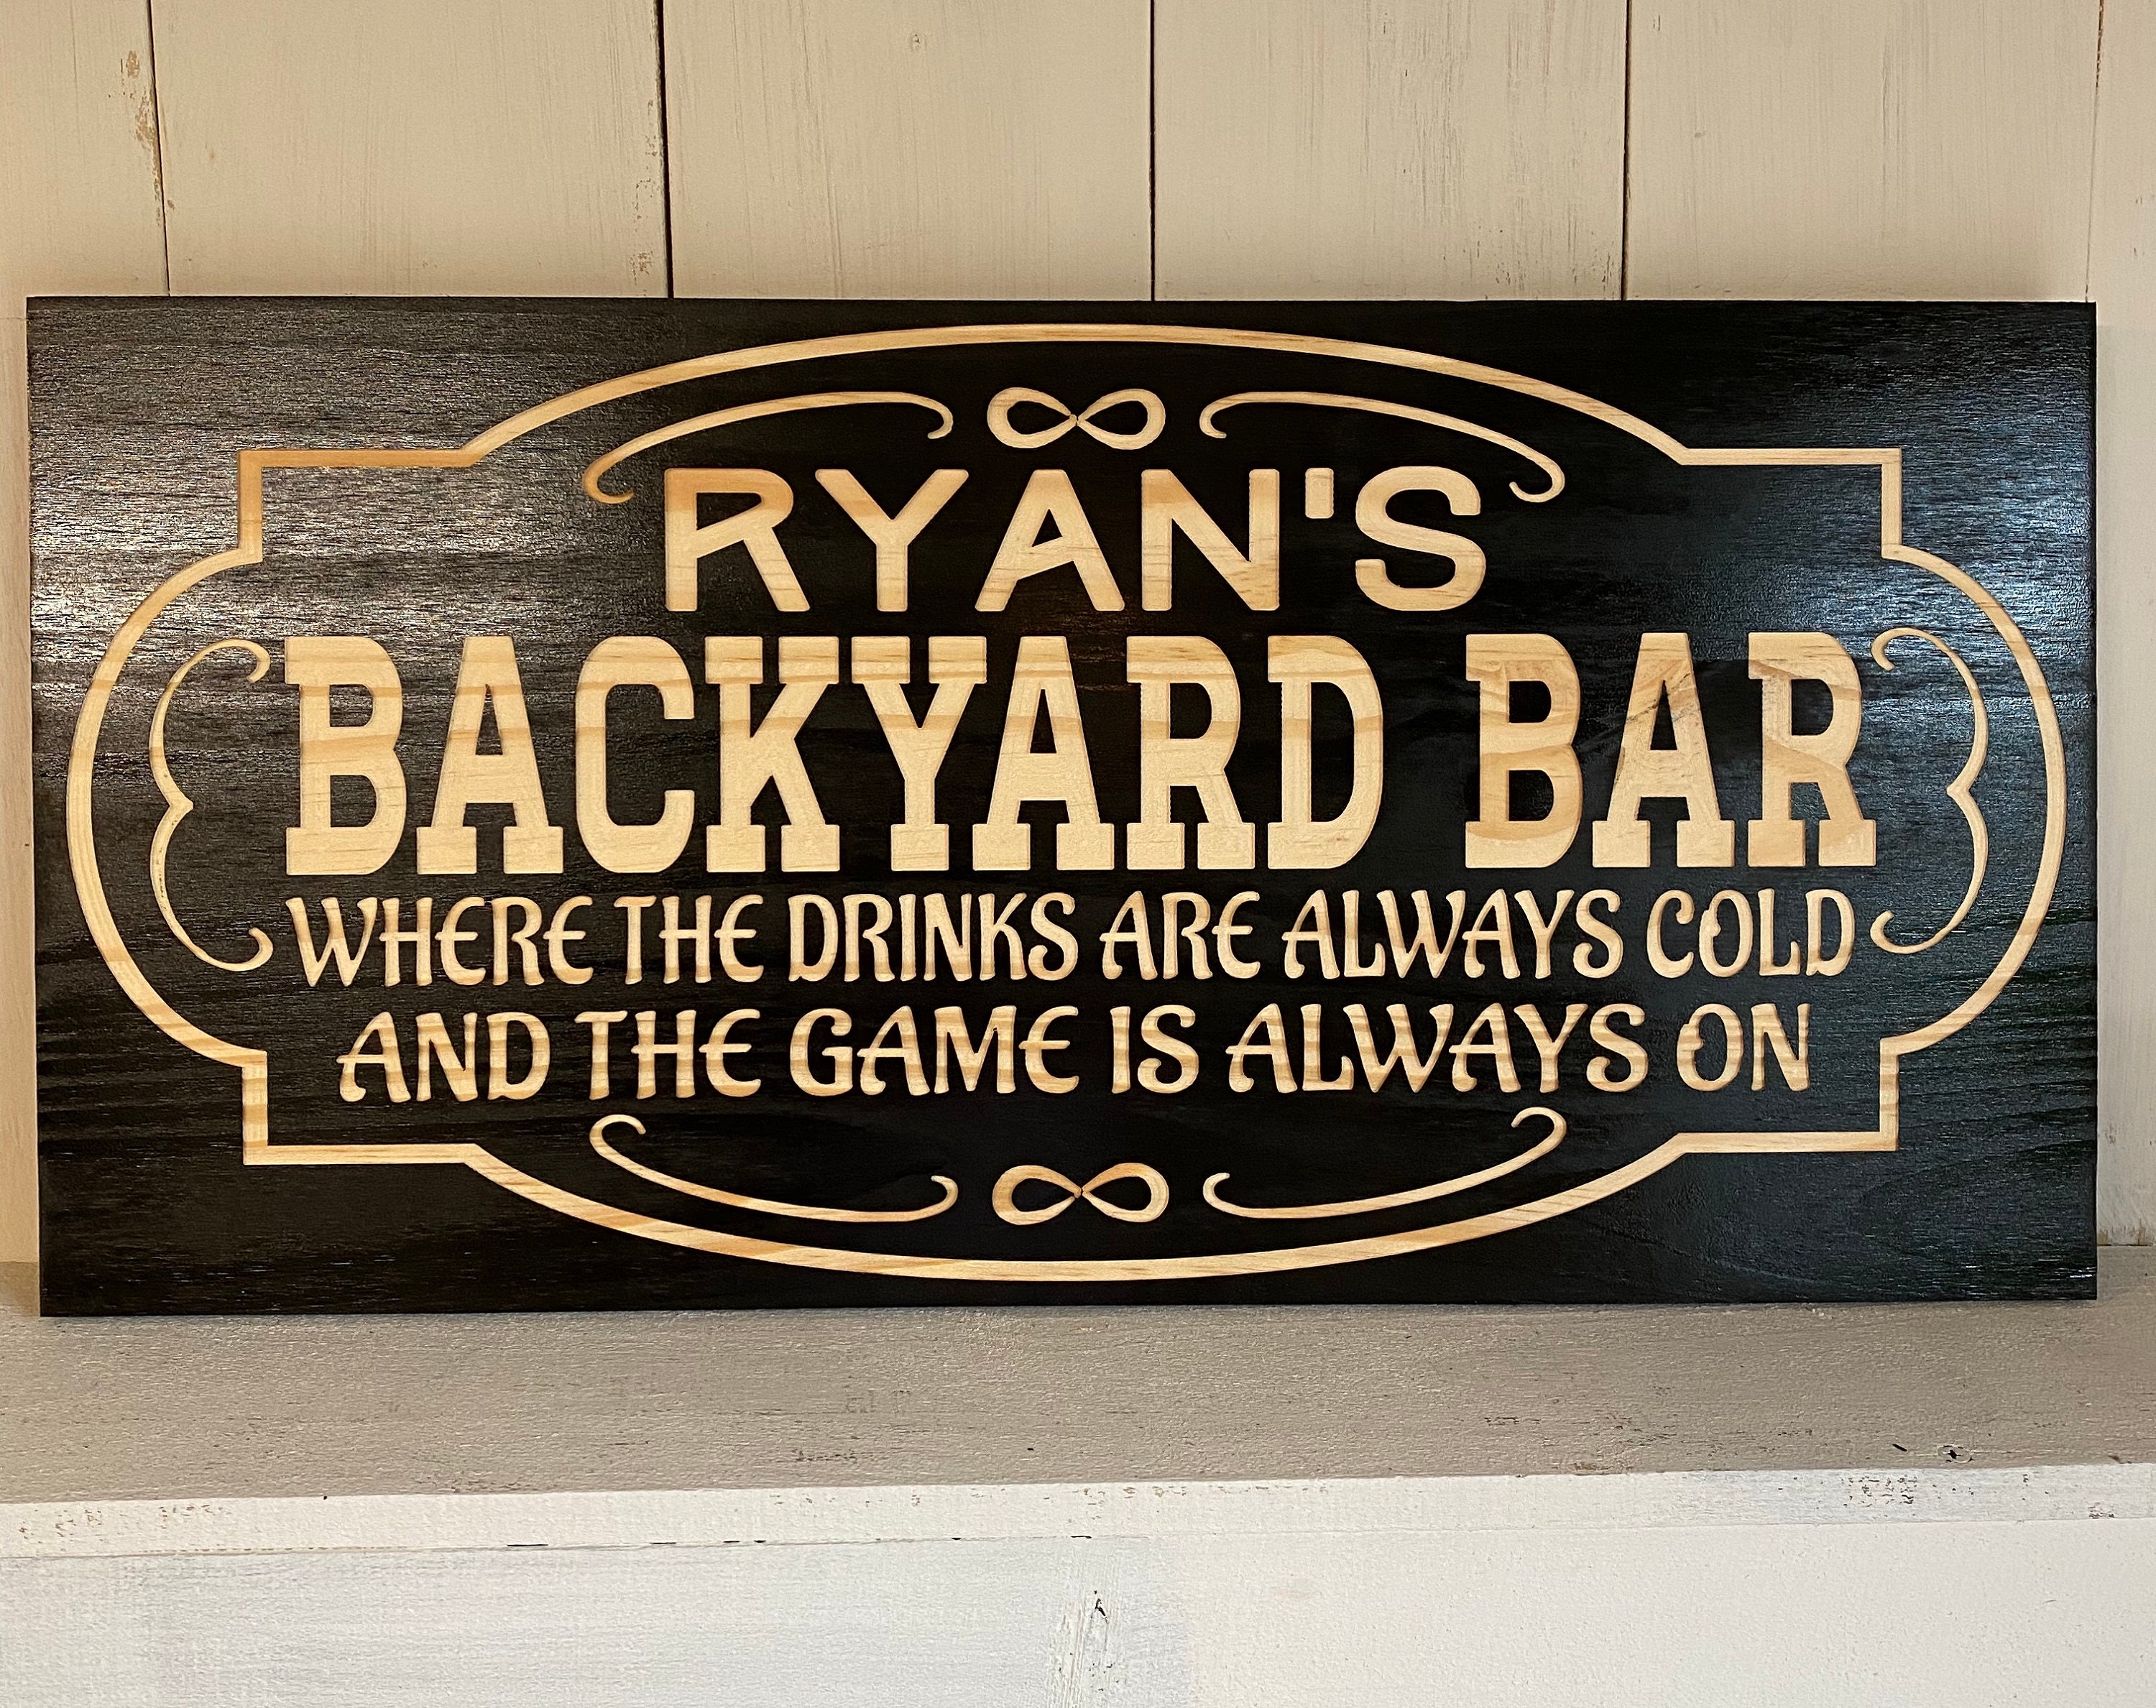 RYAN'S
BACKYARD BAR
WHERE THE DRINKS ARE ALWAYS COLD
AND THE GAME IS ALWAYS ON